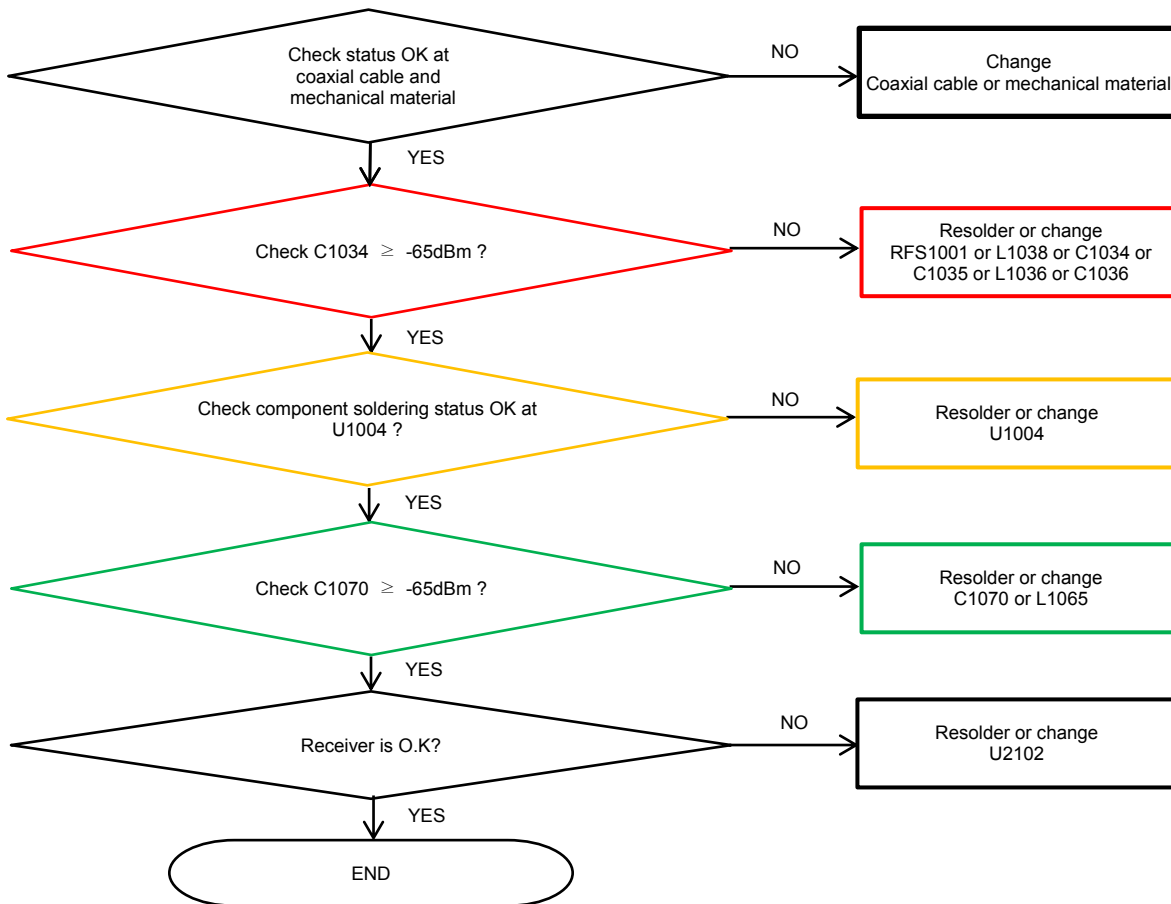 Check status OK at
coaxial cable and
mechanical material
NO
Change
Coaxial cable or mechanical material
YES
Check C1034 ≥ -65dBm ?
NO
Resolder or change
RFS1001 or L1038 or C1034 or
C1035 or L1036 or C1036
YES
Check component soldering status OK at
U1004 ?
NO
Resolder or change
U1004
YES
Check C1070 ≥ -65dBm ?
NO
Resolder or change
C1070 or L1065
YES
Receiver is O.K?
NO
Resolder or change
U2102
YES
END